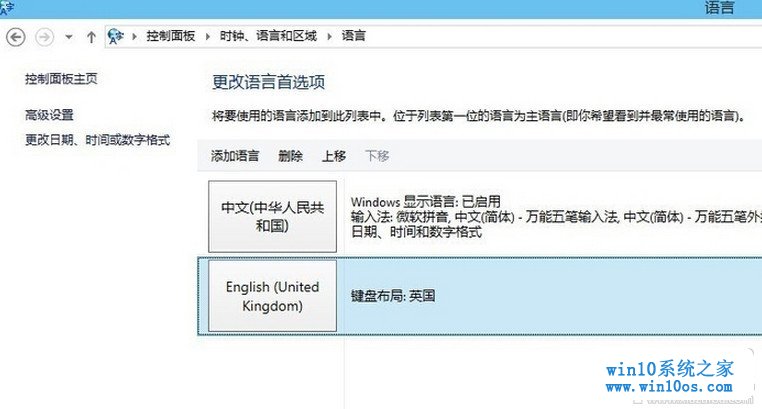 语言
控制面板 ▸ 时钟、语言和区域 ▸ 语言
控制面板主页
高级设置
更改日期、时间或数字格式
更改语言首选项
将要使用的语言添加到此列表中。位于列表第一位的语言为主语言(即你希望看到并最常使用的语言)。
添加语言 删除 上移 下移
中文(中华人民共
和国)
Windows 显示语言: 已启用
输入法: 微软拼音, 中文(简体) - 万能五笔输入法, 中文(简体) - 万能五笔外
日期、时间和数字格式
English (United
Kingdom)
键盘布局: 英国
win10系统之家
www.win10os.com